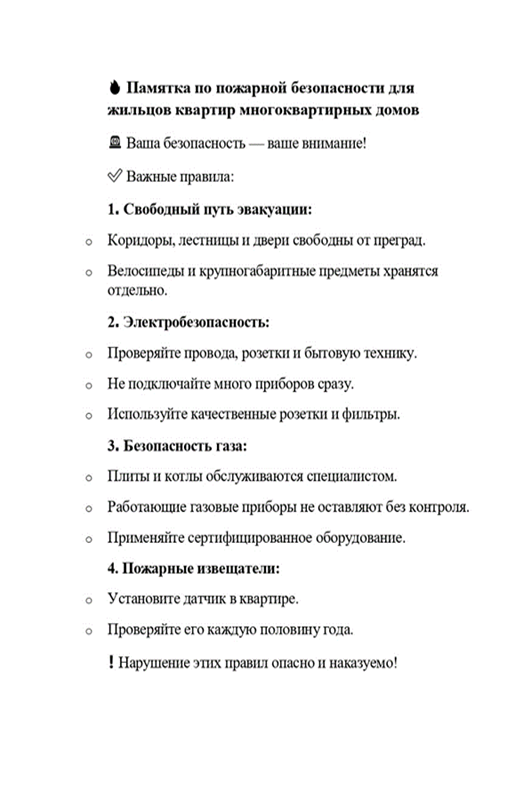 🔥 Памятка по пожарной безопасности для
жильцов квартир многоквартирных домов
🚨 Ваша безопасность — ваше внимание!
✅ Важные правила:
1. Свободный путь эвакуации:
o Коридоры, лестницы и двери свободны от преград.
o Велосипеды и крупногабаритные предметы хранятся
отдельно.
2. Электробезопасность:
o Проверяйте провода, розетки и бытовую технику.
o Не подключайте много приборов сразу.
o Используйте качественные розетки и фильтры.
3. Безопасность газа:
o Плиты и котлы обслуживаются специалистом.
o Работающие газовые приборы не оставляют без контроля.
o Применяйте сертифицированное оборудование.
4. Пожарные извещатели:
o Установите датчик в квартире.
o Проверяйте его каждую половину года.
❗ Нарушение этих правил опасно и наказуемо!